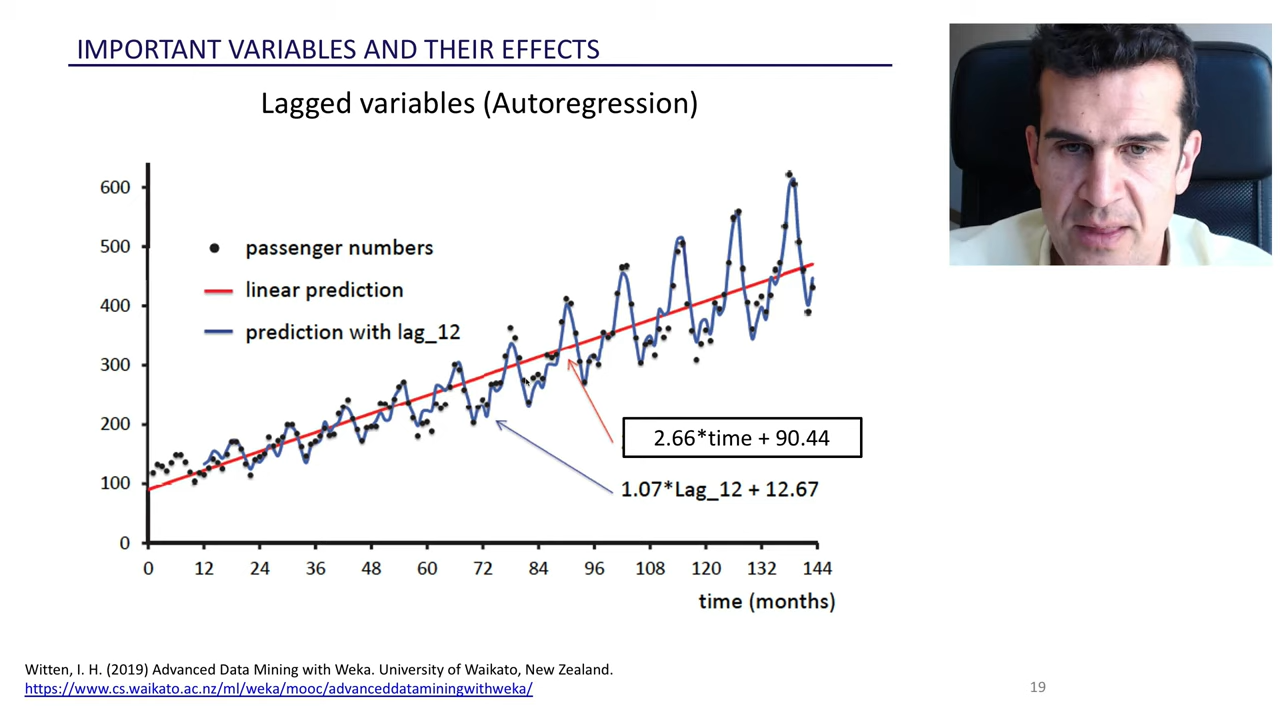 IMPORTANT VARIABLES AND THEIR EFFECTS
Lagged variables (Autoregression)
600
500
400
300
200
100
0
passenger numbers
linear prediction
prediction with lag_12
2.66*time + 90.44
1.07*Lag_12 + 12.67
0 12 24 36 48 60 72 84 96 108 120 132 144
time (months)
Witten, I. H. (2019) Advanced Data Mining with Weka. University of Waikato, New Zealand.
https://www.cs.waikato.ac.nz/ml/weka/mooc/advanceddataminingwithweka/
19